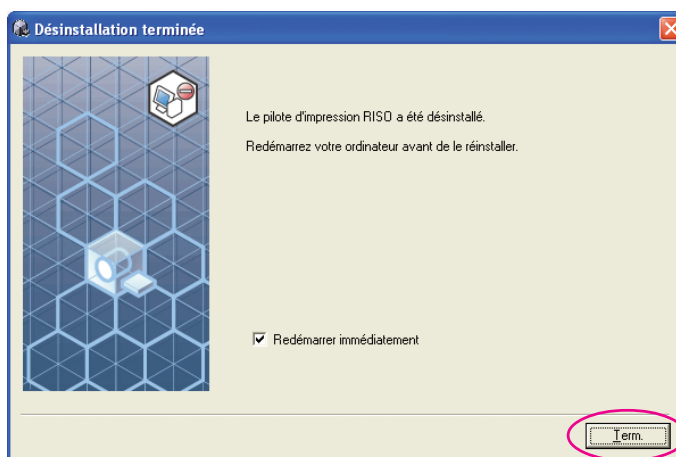 Désinstallation terminée
Le pilote d'impression RISO a été désinstallé.
Redémarrez votre ordinateur avant de le réinstaller.
Redémarrer immédiatement
Term.